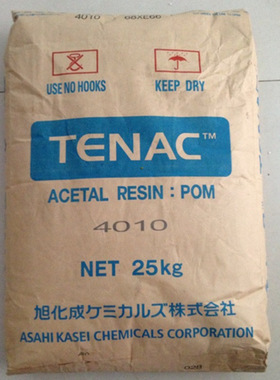 4010
USE NO HOOKS
KEEP DRY
TENAC™
ACETAL RESIN : POM
4010
NET 25kg
旭化成ケミカルズ株式会社
ASAHI KASEI CHEMICALS CORPORATION